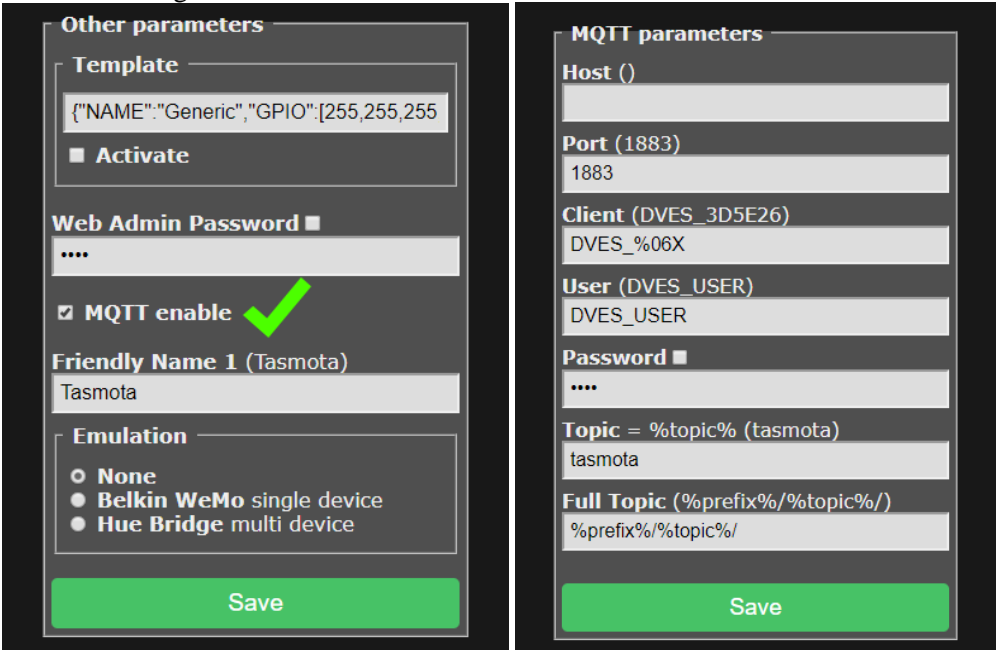 Other parameters
Template
{"NAME":"Generic","GPIO":[255,255,255
Activate
Web Admin Password
••••
MQTT enable
Friendly Name 1 (Tasmota)
Tasmota
Emulation
None
Belkin WeMo single device
Hue Bridge multi device
Save
MQTT parameters
Host ()
Port (1883)
1883
Client (DVES_3D5E26)
DVES_%06X
User (DVES_USER)
DVES_USER
Password
••••
Topic = %topic% (tasmota)
tasmota
Full Topic (%prefix%/%topic%/)
%prefix%/%topic%/
Save